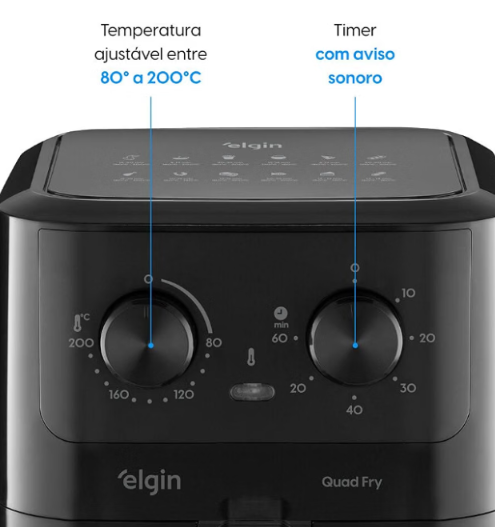 Temperatura
ajustável entre
80° a 200°C
Timer
com aviso
sonoro
elgin
0
°C
200
80
160
120
0
10
min
60
20
20
30
40
elgin
Quad Fry